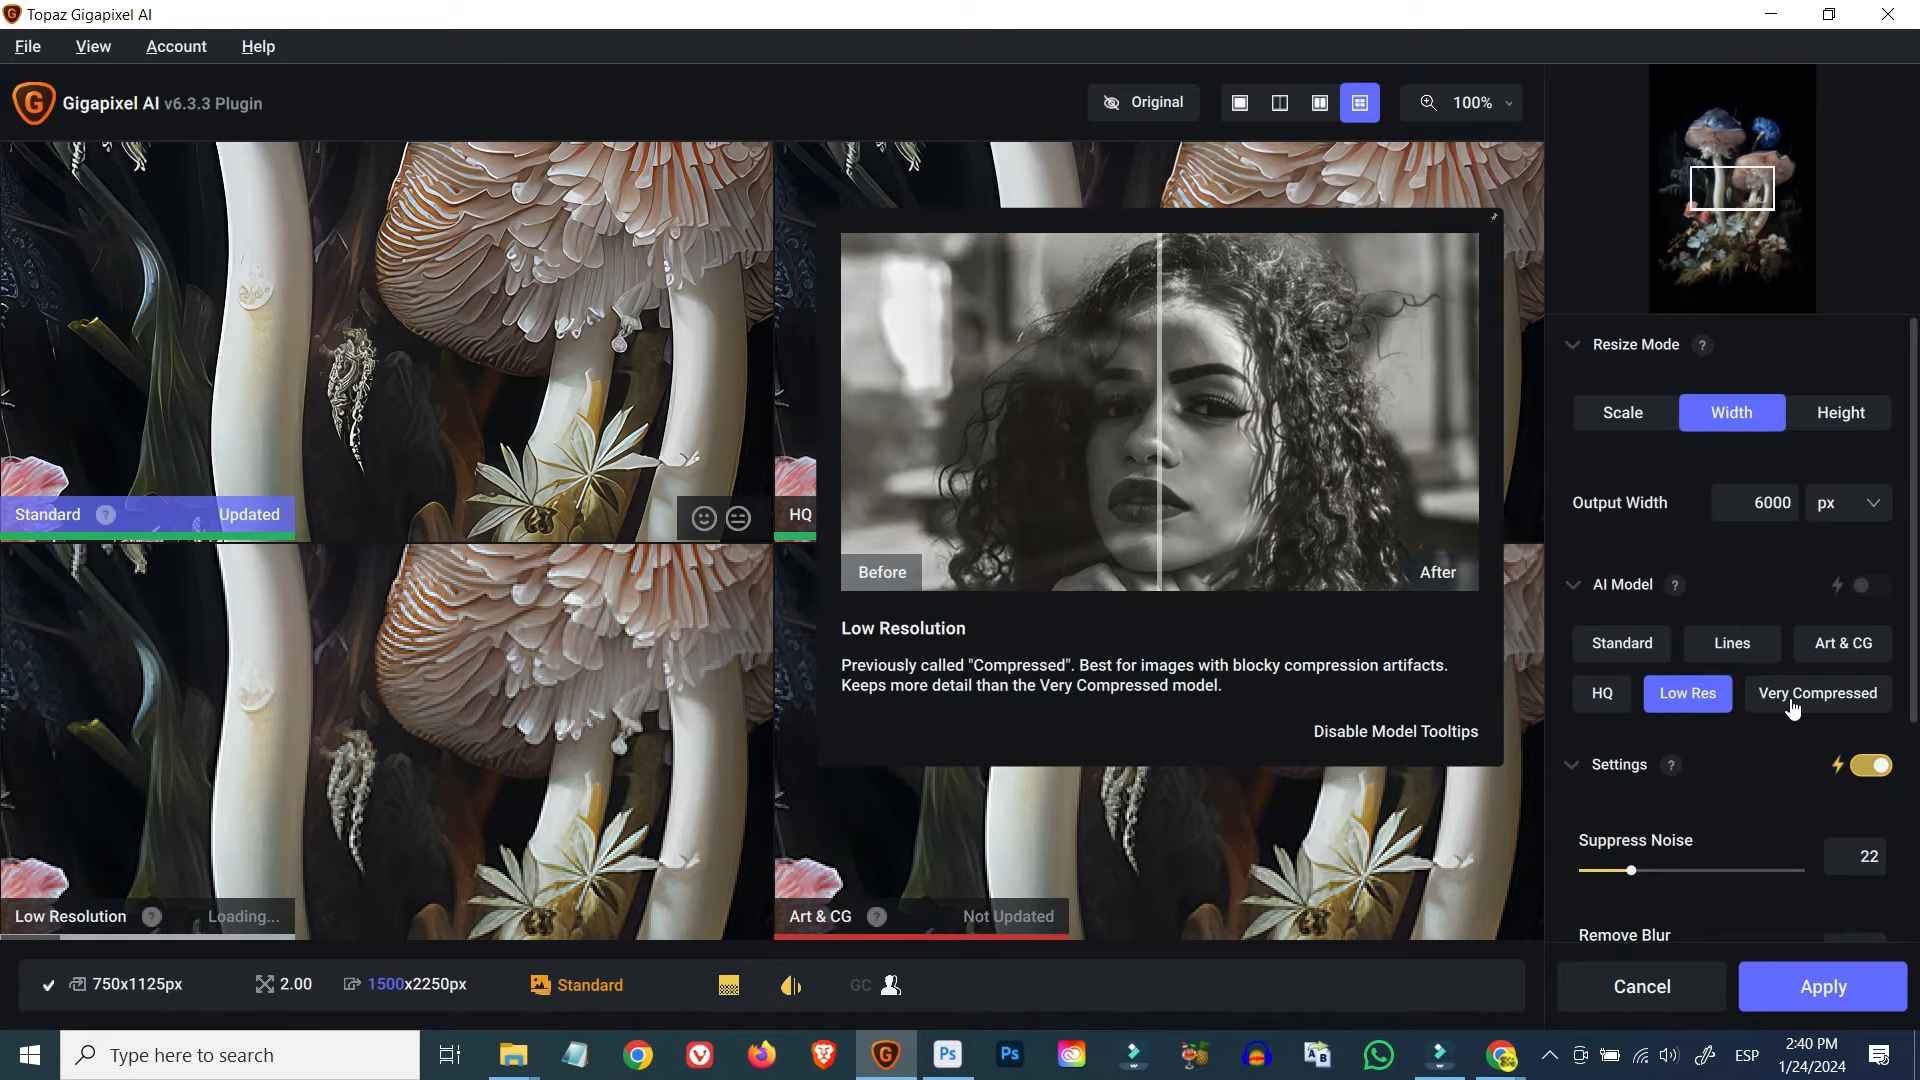 Topaz Gigapixel AI
File View Account Help
Gigapixel AI v6.3.3 Plugin
Original
100%
Standard ? Updated
HQ
Before
After
Low Resolution
Previously called "Compressed". Best for images with blocky compression artifacts.
Keeps more detail than the Very Compressed model.
Disable Model Tooltips
Low Resolution ? Loading...
Art & CG ? Not Updated
Resize Mode ?
Scale Width Height
Output Width 6000 px
AI Model ?
Standard Lines Art & CG
HQ Low Res Very Compressed
Settings ?
Suppress Noise
22
Remove Blur
Cancel Apply
750x1125px 2.00 1500x2250px Standard GC
Type here to search
ESP
2:40 PM
1/24/2024